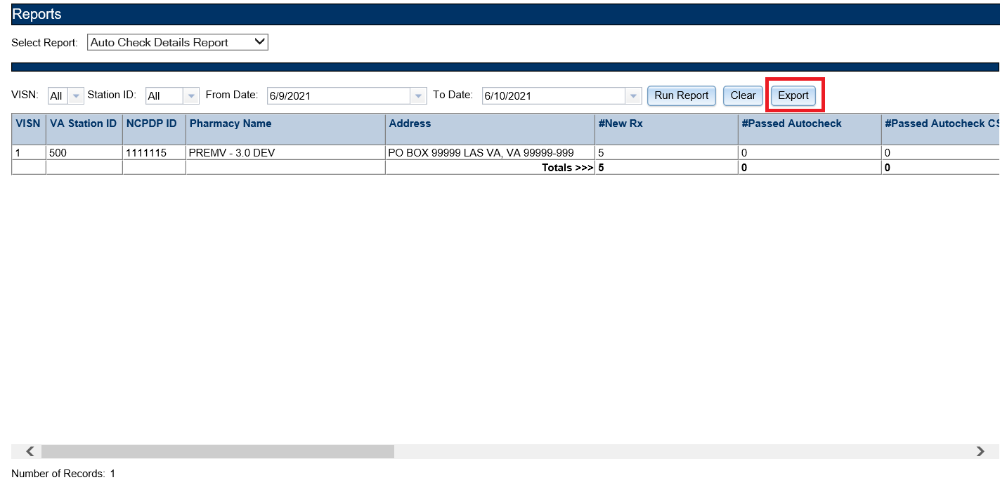 Reports
Select Report: Auto Check Details Report
VISN: All Station ID: All From Date: 6/9/2021 To Date: 6/10/2021 Run Report Clear Export
VISN VA Station ID NCPDP ID Pharmacy Name Address #New Rx #Passed Autocheck #Passed Autocheck CS
1 500 1111115 PREMV - 3.0 DEV PO BOX 99999 LAS VA, VA 99999-999 5 0 0
Totals >>> 5 0 0
Number of Records: 1